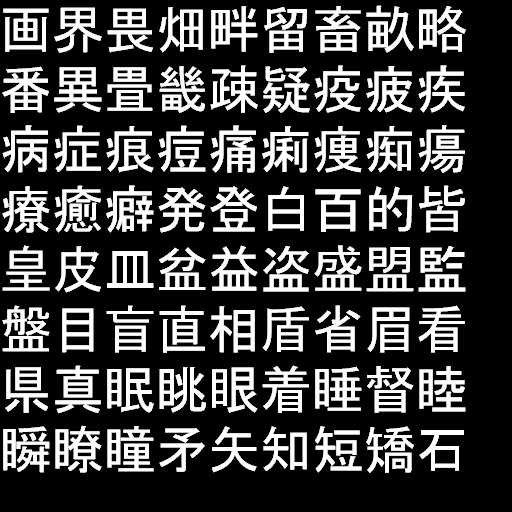 画界畏畑畔留畜畝略
番異畳畿疎疑疫疲疾
病症痕痘痛痢痩痴瘍
療癒癖発登白百的皆
皇皮皿盆益盗盛盟監
盤目盲直相盾省眉看
県真眠眺眼着睡督睦
瞬瞭瞳矛矢知短矯石